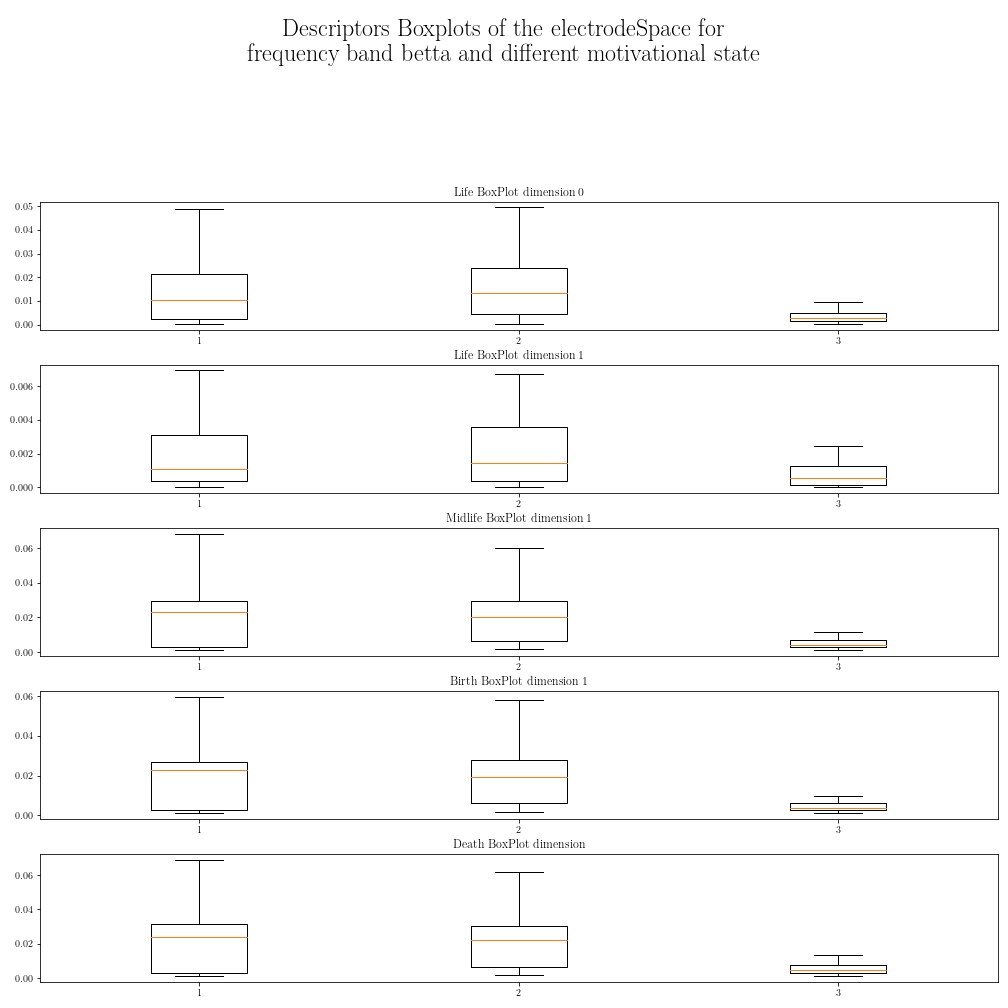 Descriptors Boxplots of the electrodeSpace for
frequency band betta and different motivational state
Life BoxPlot dimension 0
0.05
0.04
0.03
0.02
0.01
0.00
1 2 3
Life BoxPlot dimension 1
0.006
0.004
0.002
0.000
1 2 3
Midlife BoxPlot dimension 1
0.06
0.04
0.02
0.00
1 2 3
Birth BoxPlot dimension 1
0.06
0.04
0.02
0.00
1 2 3
Death BoxPlot dimension
0.06
0.04
0.02
0.00
1 2 3